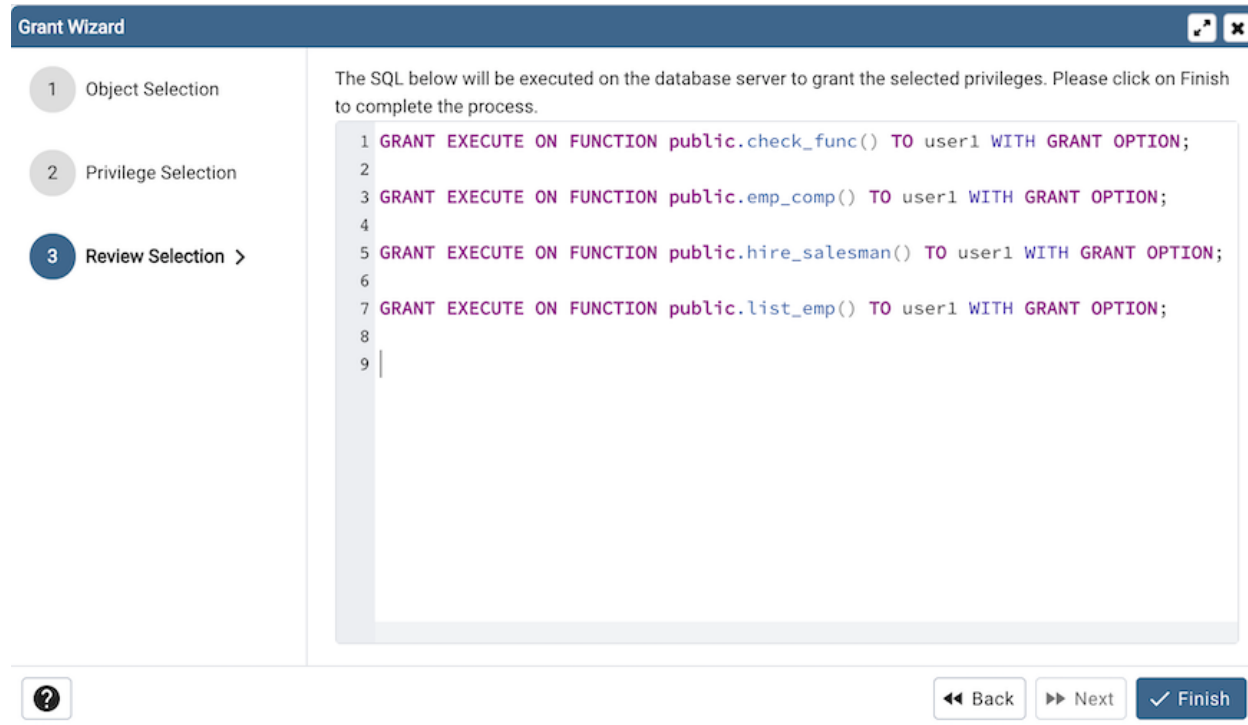 Grant Wizard
1 Object Selection
2 Privilege Selection
3 Review Selection >
The SQL below will be executed on the database server to grant the selected privileges. Please click on Finish
to complete the process.
1 GRANT EXECUTE ON FUNCTION public.check_func() TO user1 WITH GRANT OPTION;
2
3 GRANT EXECUTE ON FUNCTION public.emp_comp() TO user1 WITH GRANT OPTION;
4
5 GRANT EXECUTE ON FUNCTION public.hire_salesman() TO user1 WITH GRANT OPTION;
6
7 GRANT EXECUTE ON FUNCTION public.list_emp() TO user1 WITH GRANT OPTION;
8
9
? Back Next Finish